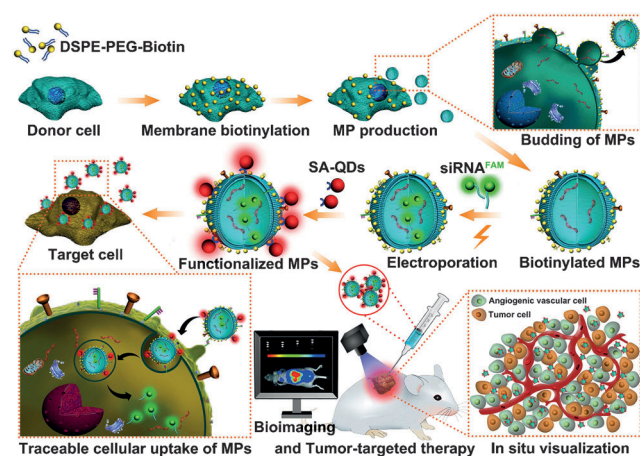 DSPE-PEG-Biotin
Donor cell
Membrane biotinylation
MP production
Budding of MPs
SA-QDs
siRNAFAM
Target cell
Functionalized MPs
Electroporation
Biotinylated MPs
Angiogenic vascular cell
Tumor cell
Bioimaging
Traceable cellular uptake of MPs
and Tumor-targeted therapy
In situ visualization